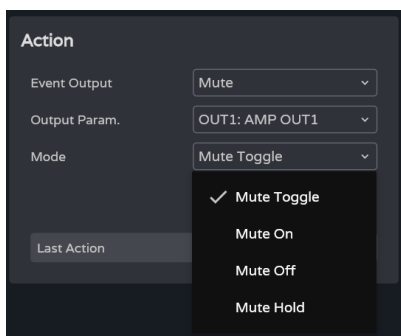 Action
Event Output Mute
Output Param. OUT1: AMP OUT1
Mode Mute Toggle
Mute Toggle
Mute On
Last Action
Mute Off
Mute Hold